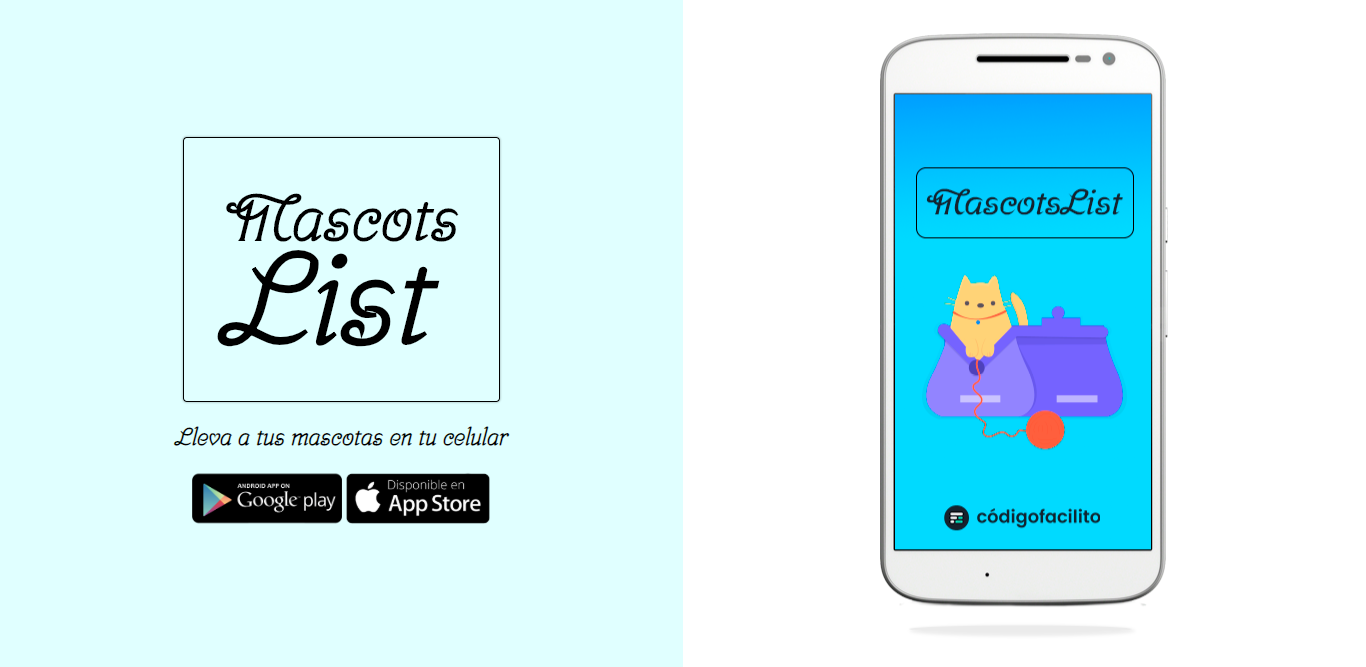 Mascots
List
Lleva a tus mascotas en tu celular
ANDROID APP ON
Google play
Disponible en
App Store
MascotsList
códigofacilito